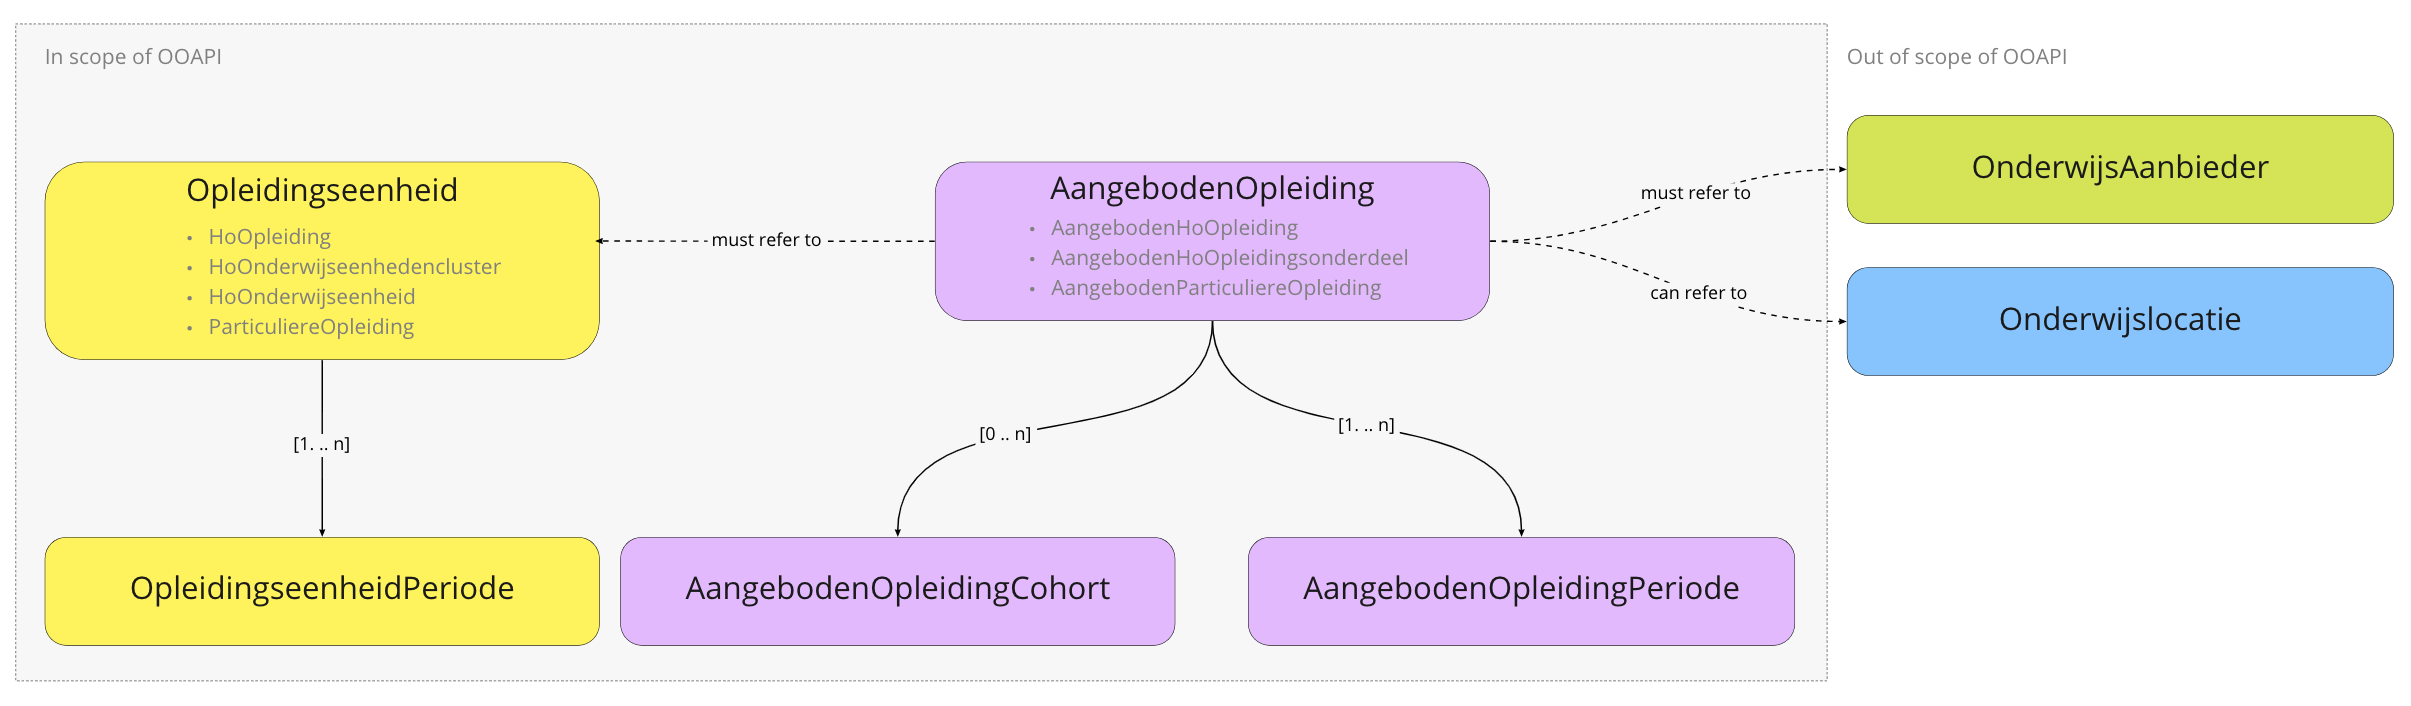 In scope of OOAPI
Out of scope of OOAPI
Opleidingseenheid
• HoOpleiding
• HoOnderwijseenhedencluster
• HoOnderwijseenheid
• ParticuliereOpleiding
must refer to
AangebodenOpleiding
• AangebodenHoOpleiding
• AangebodenHoOpleidingsonderdeel
• AangebodenParticuliereOpleiding
must refer to
can refer to
OnderwijsAanbieder
Onderwijslocatie
[1. .. n]
[0 .. n]
[1. .. n]
OpleidingseenheidPeriode
AangebodenOpleidingCohort
AangebodenOpleidingPeriode